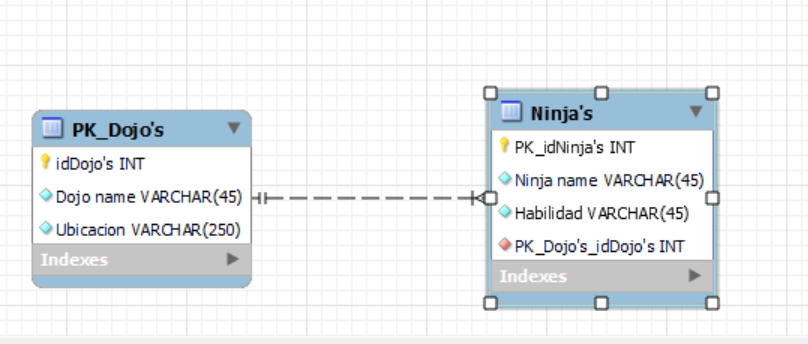 PK_Dojo's
idDojo's INT
Dojo name VARCHAR(45)
Ubicacion VARCHAR(250)
Indexes
Ninja's
PK_idNinja's INT
Ninja name VARCHAR(45)
Habilidad VARCHAR(45)
PK_Dojo's_idDojo's INT
Indexes